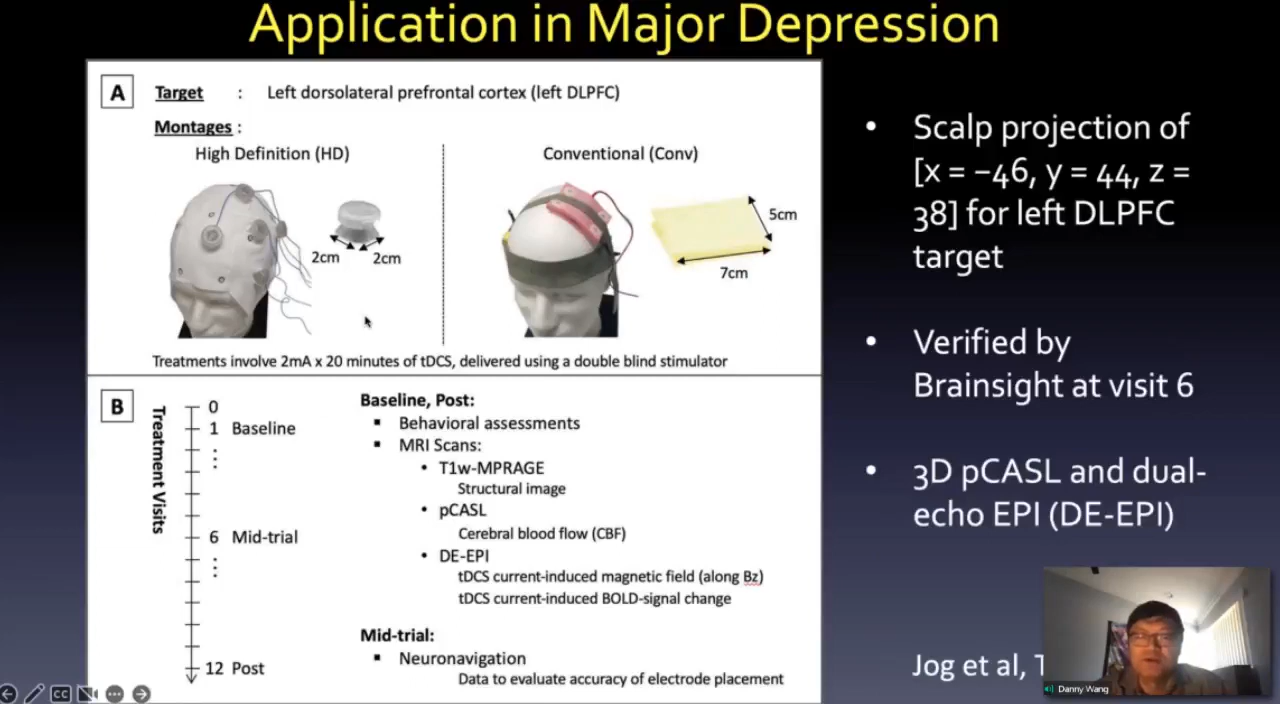 Application in Major Depression
A
Target : Left dorsolateral prefrontal cortex (left DLPFC)
Montages :
High Definition (HD)
Conventional (Conv)
2cm 2cm
5cm
7cm
Treatments involve 2mA x 20 minutes of tDCS, delivered using a double blind stimulator
B
Treatment Visits
0
1 Baseline
6 Mid-trial
12 Post
Baseline, Post:
▪ Behavioral assessments
▪ MRI Scans:
• T1w-MPRAGE
Structural image
• pCASL
Cerebral blood flow (CBF)
• DE-EPI
tDCS current-induced magnetic field (along Bz)
tDCS current-induced BOLD-signal change
Mid-trial:
▪ Neuronavigation
Data to evaluate accuracy of electrode placement
• Scalp projection of
[x = −46, y = 44, z =
38] for left DLPFC
target
• Verified by
Brainsight at visit 6
• 3D pCASL and dual-
echo EPI (DE-EPI)
Jog et al,
CC
Danny Wang